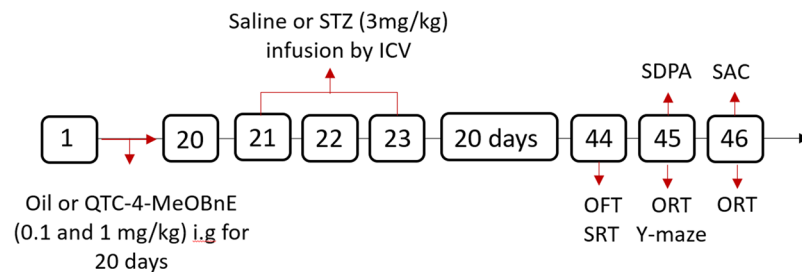 Saline or STZ (3mg/kg)
infusion by ICV
SDPA SAC
1 20 21 22 23 20 days 44 45 46
Oil or QTC-4-MeOBnE
(0.1 and 1 mg/kg) i.g for
20 days
OFT ORT ORT
SRT Y-maze